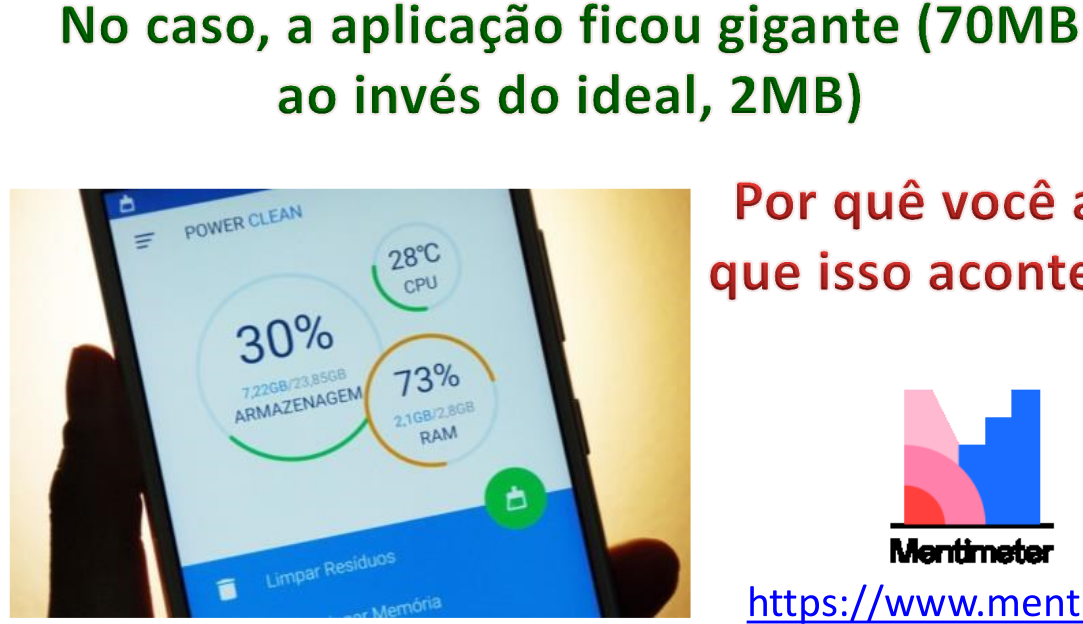 No caso, a aplicação ficou gigante (70MB
ao invés do ideal, 2MB)
Por quê você a
que isso aconte
POWER CLEAN
28°C
CPU
30%
7,22GB/23,85GB
ARMAZENAGEM
73%
2,1GB/2,8GB
RAM
Limpar Resíduos
Memória
Mentimeter
https://www.ment